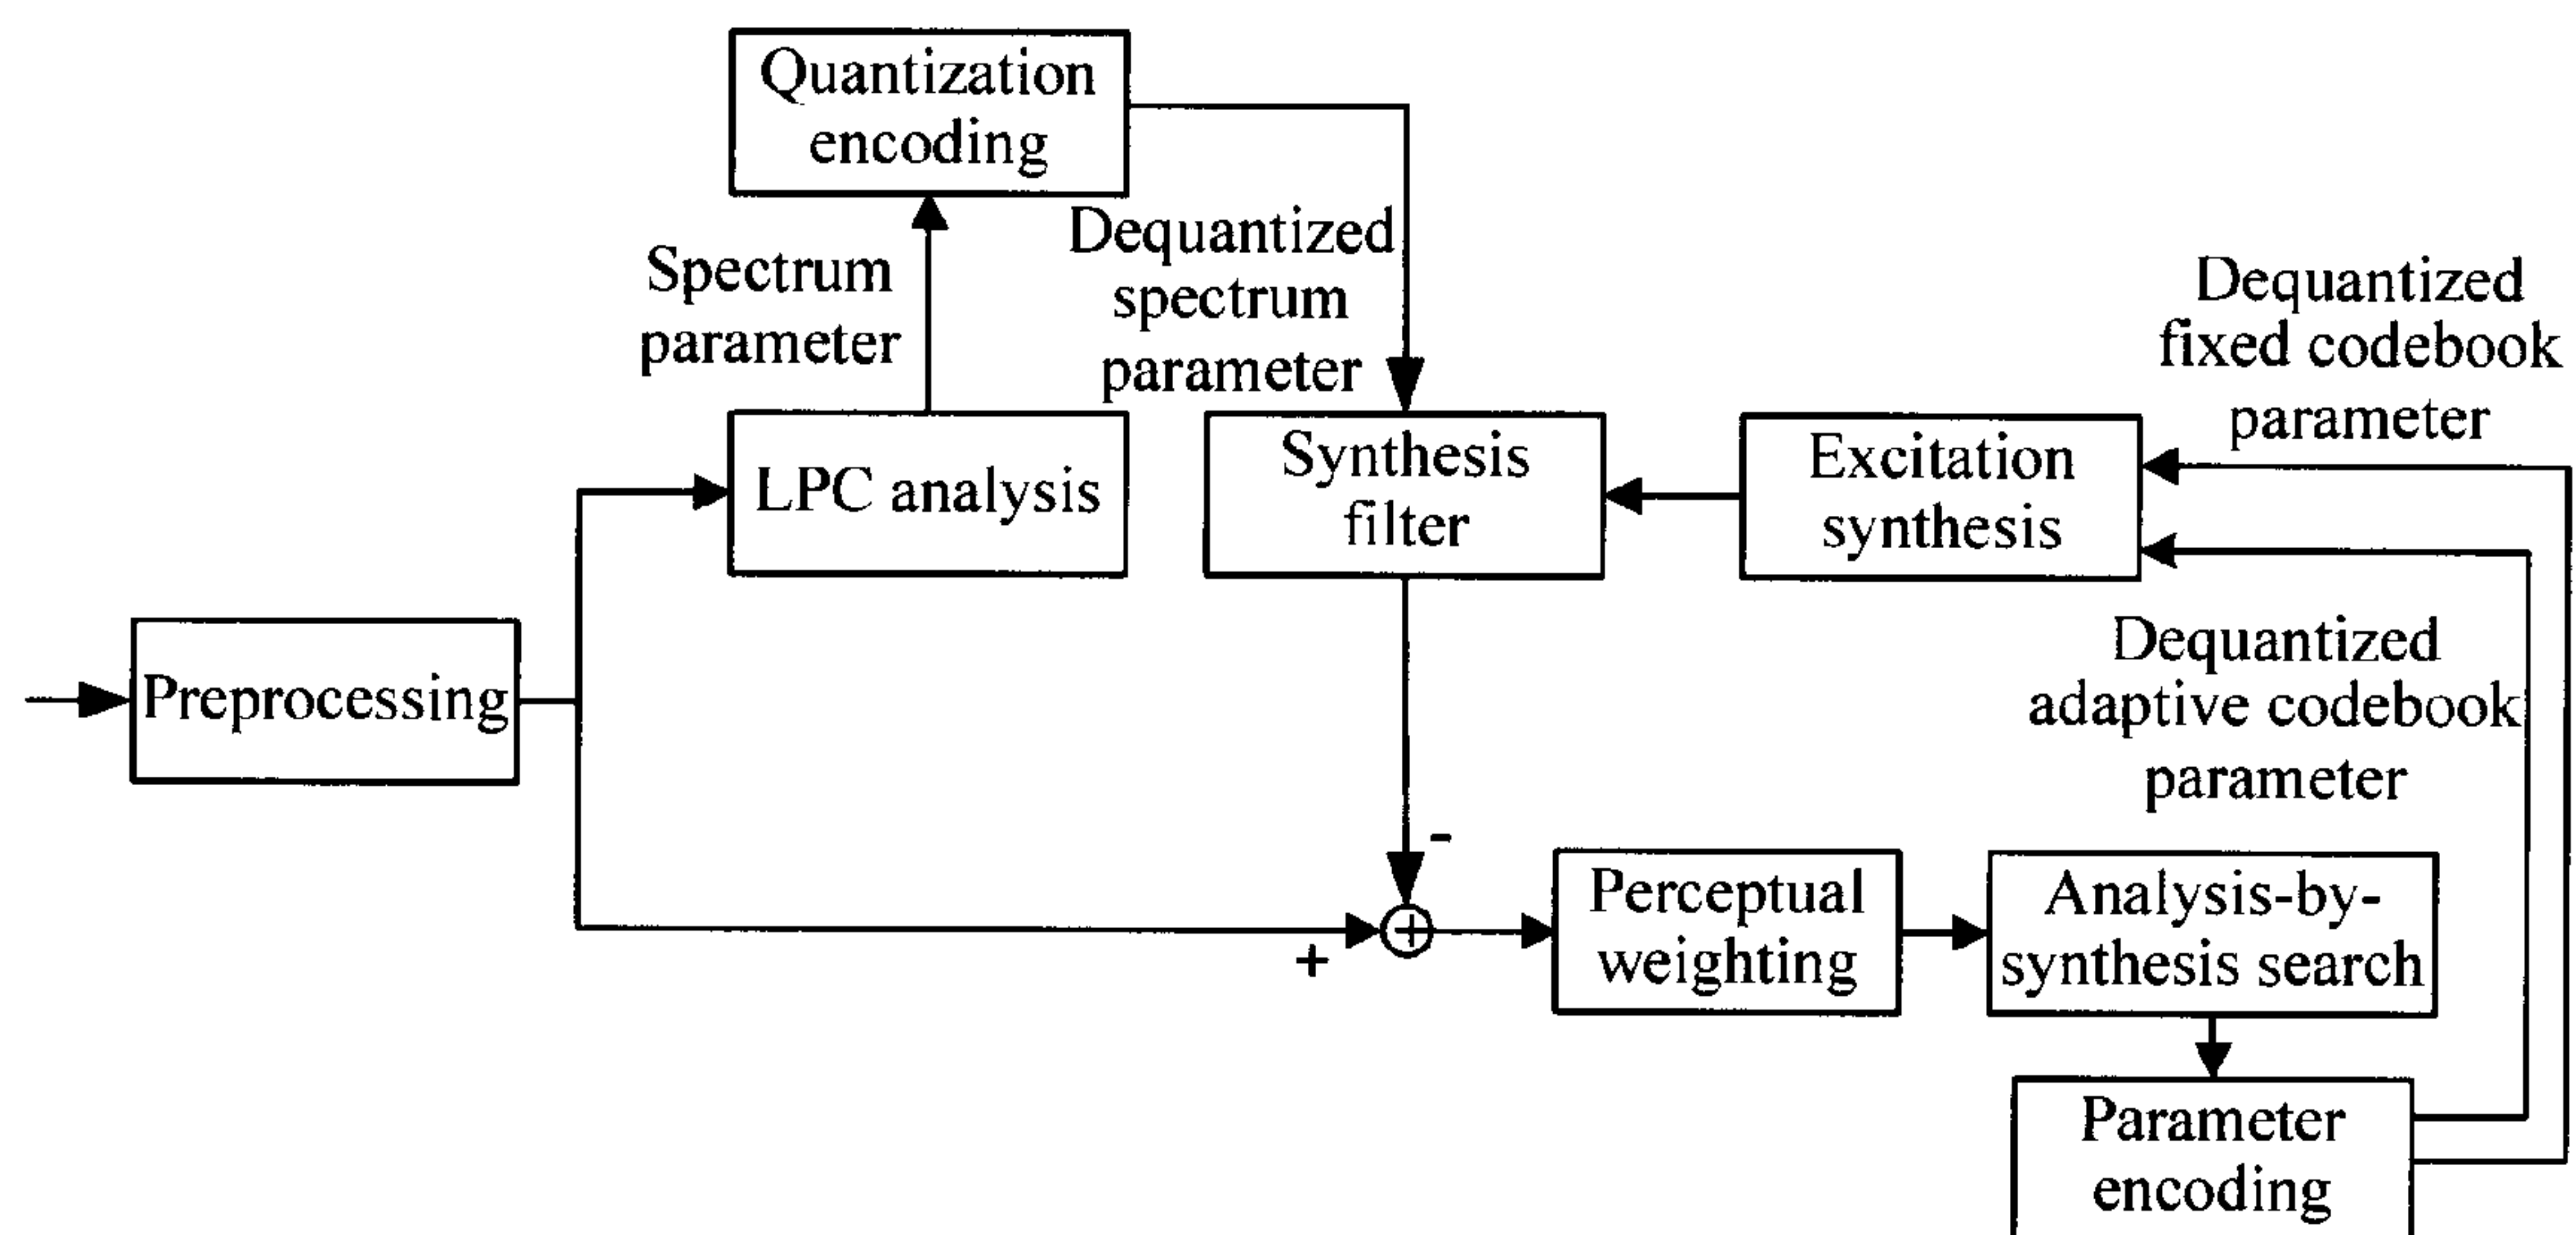 Quantization
encoding
Spectrum
parameter
Dequantized
spectrum
parameter
Dequantized
fixed codebook
parameter
LPC analysis
Synthesis
filter
Excitation
synthesis
Preprocessing
Dequantized
adaptive codebook
parameter
-
+
+
Perceptual
weighting
Analysis-by-
synthesis search
Parameter
encoding